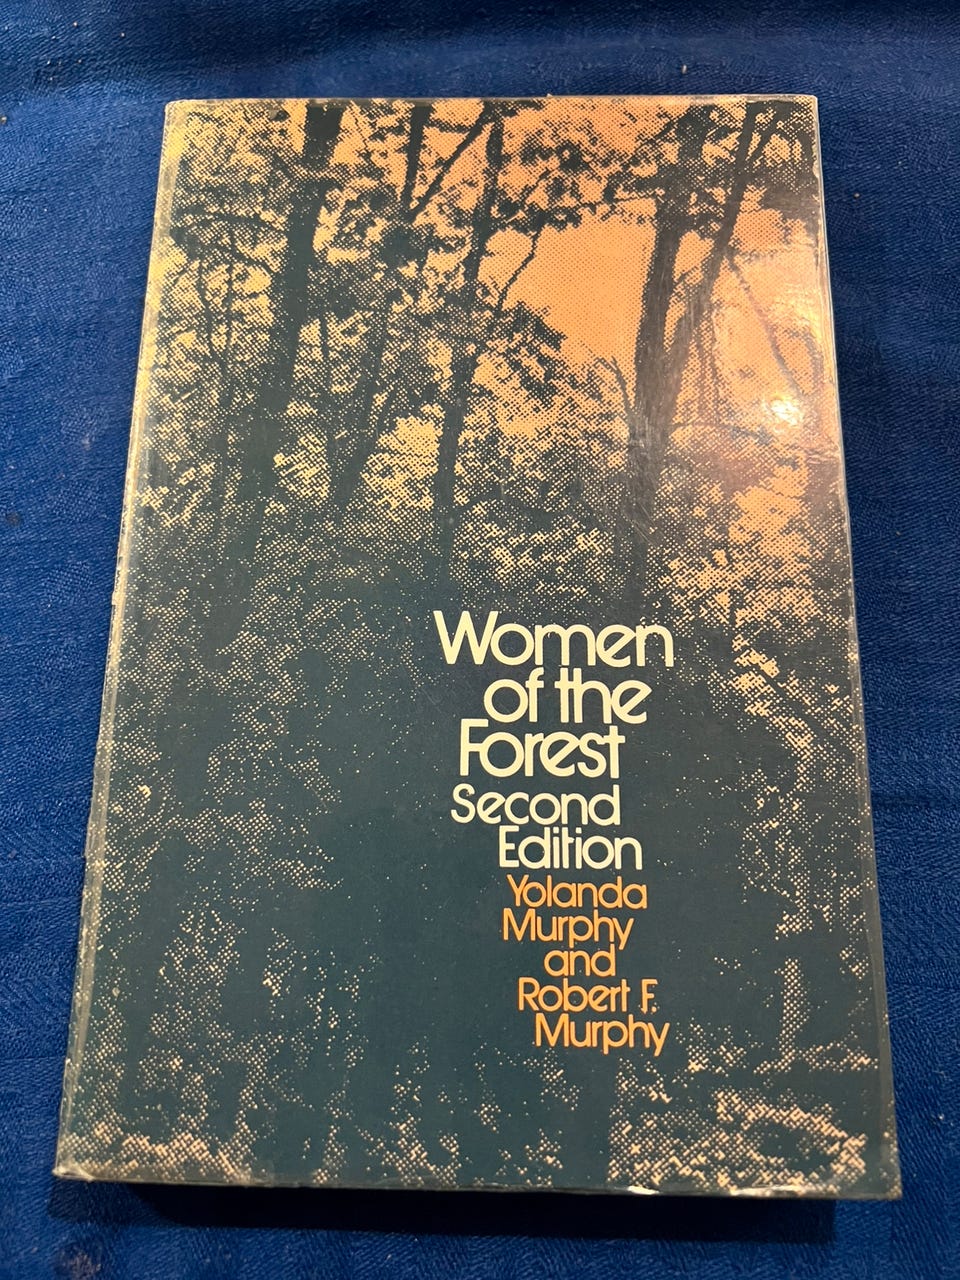 Women
of the
Forest
Second
Edition
Yolanda
Murphy
and
Robert F.
Murphy